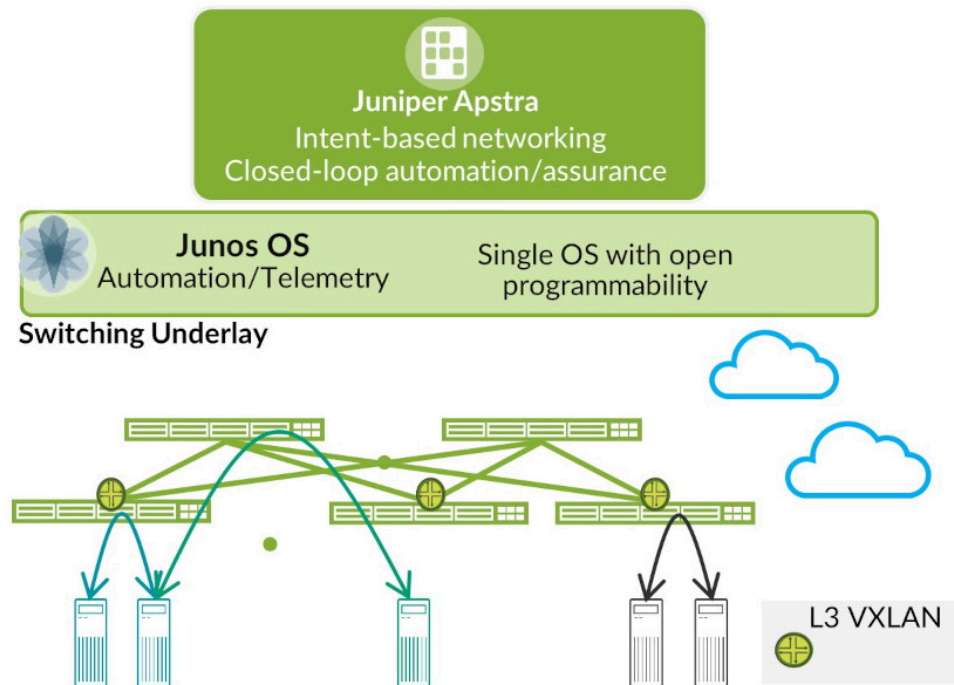 Juniper Apstra
Intent-based networking
Closed-loop automation/assurance
Junos OS
Automation/Telemetry
Single OS with open
programmability
Switching Underlay
L3 VXLAN